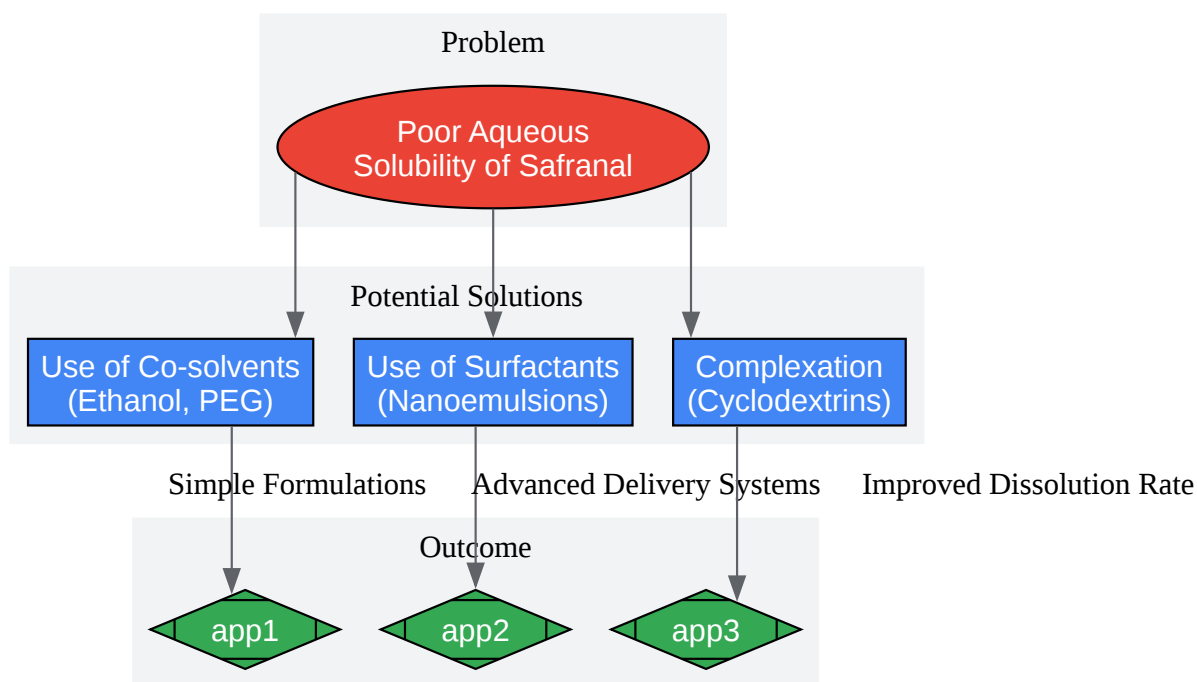 Problem
Poor Aqueous
Solubility of Safranal
Potential Solutions
Use of Co-solvents
(Ethanol, PEG)
Use of Surfactants
(Nanoemulsions)
Complexation
(Cyclodextrins)
Simple Formulations
Advanced Delivery Systems
Improved Dissolution Rate
Outcome
app1
app2
app3